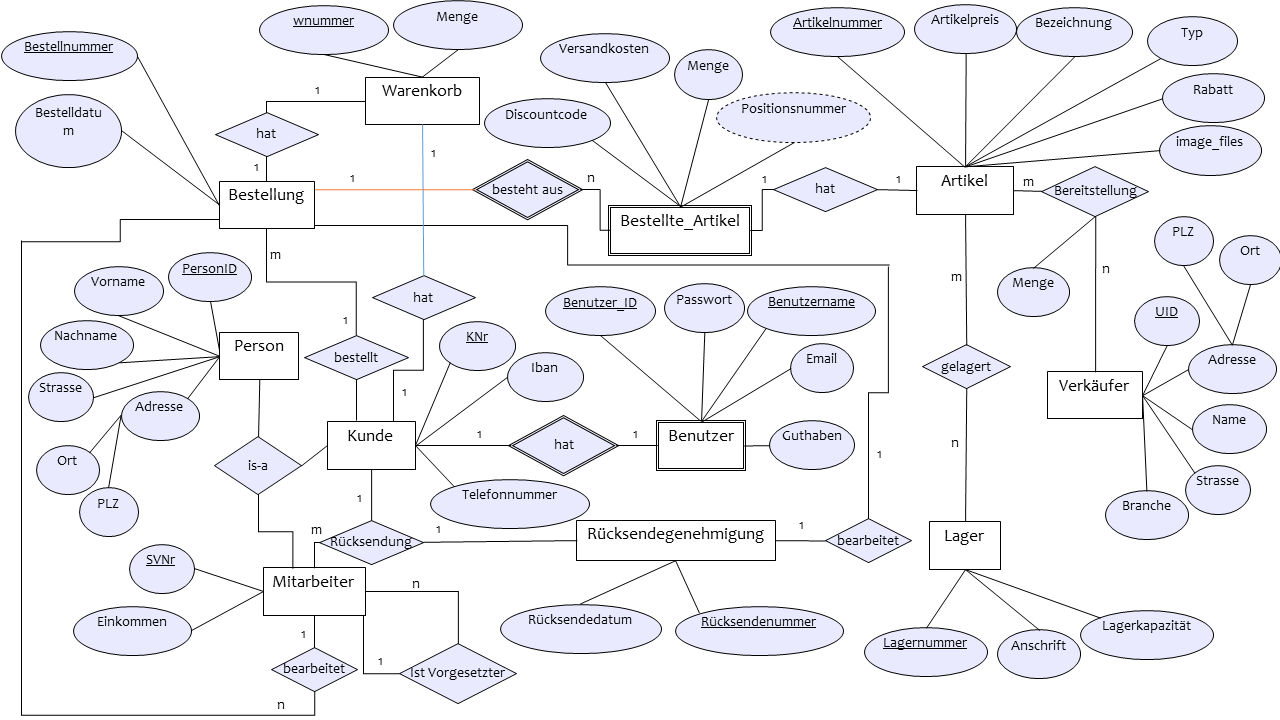 wnummer
Menge
Bestellnummer
Bestelldatu
m
Warenkorb
1
hat
1
1
Versandkosten
Menge
Discountcode
Positionsnummer
Artikelnummer
Artikelpreis
Bezeichnung
Typ
Rabatt
image_files
Bestellung
1
besteht aus
n
Bestellte_Artikel
1
hat
1
Artikel
m
Bereitstellung
Menge
n
m
PLZ
Ort
UID
Adresse
Name
Strasse
Branche
Verkäufer
m
1
bestellt
hat
1
Vorname
PersonID
Nachname
Strasse
Adresse
Ort
PLZ
Person
is-a
KNr
Iban
Kunde
Telefonnummer
1
hat
1
Benutzer_ID
Passwort
Benutzername
Email
Guthaben
Benutzer
gelagert
n
Lager
Lagernummer
Anschrift
Lagerkapazität
1
m
Rücksendung
1
Rücksendegenehmigung
1
bearbeitet
1
Rücksendedatum
Rücksendenummer
SVNr
Einkommen
Mitarbeiter
n
1
Ist Vorgesetzter
1
bearbeitet
n